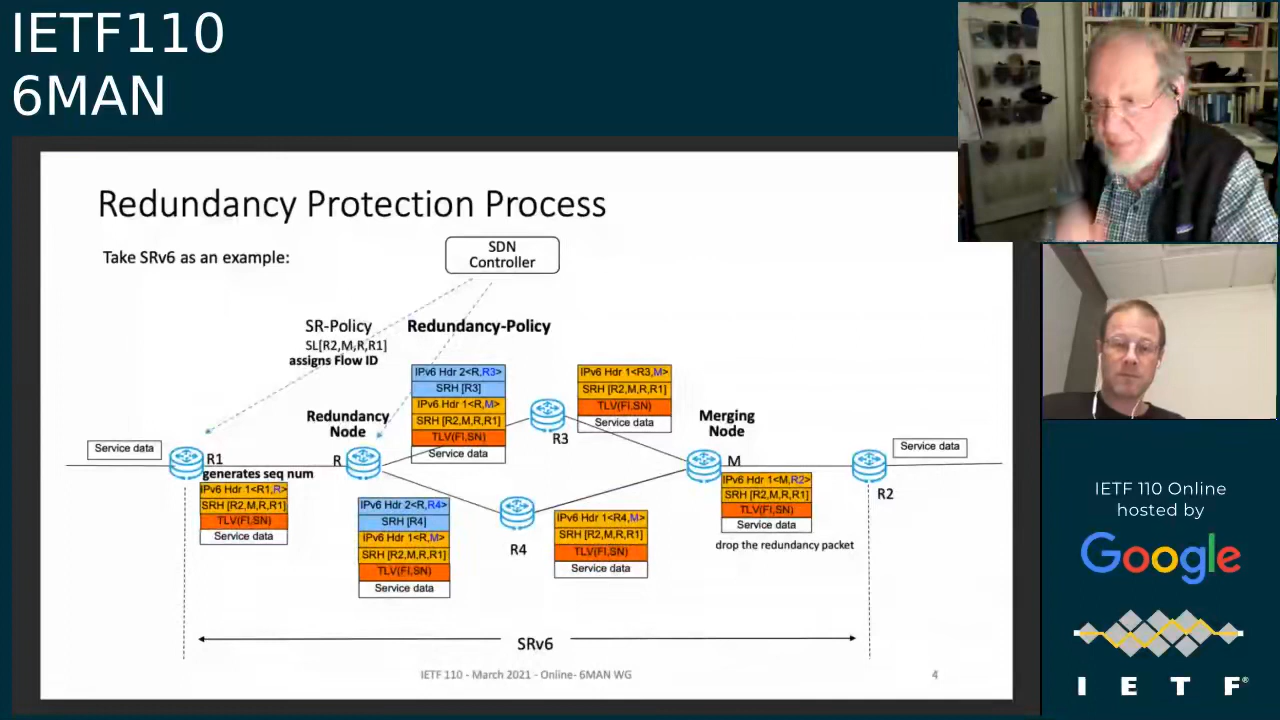 IETF110
6MAN
Redundancy Protection Process
Take SRv6 as an example:
SDN
Controller
SR-Policy
SL[R2,M,R,R1]
assigns Flow ID
Redundancy-Policy
IPv6 Hdr 2<R,R3>
SRH [R3]
IPv6 Hdr 1<R,M>
SRH [R2,M,R,R1]
TLV(FI,SN)
Service data
IPv6 Hdr 1<R3,M>
SRH [R2,M,R,R1]
TLV(FI,SN)
Service data
Redundancy
Node
Merging
Node
R3
Service data
R1
generates seq num
R
M
Service data
R2
IPv6 Hdr 1<R1,R>
SRH [R2,M,R,R1]
TLV(FI,SN)
Service data
IPv6 Hdr 2<R,R4>
SRH [R4]
IPv6 Hdr 1<R,M>
SRH [R2,M,R,R1]
TLV(FI,SN)
Service data
R4
IPv6 Hdr 1<R4,M>
SRH [R2,M,R,R1]
TLV(FI,SN)
Service data
IPv6 Hdr 1<M,R2>
SRH [R2,M,R,R1]
TLV(FI,SN)
Service data
drop the redundancy packet
SRv6
IETF 110 - March 2021 - Online- 6MAN WG
4
IETF 110 Online
hosted by
Google
I E T F®